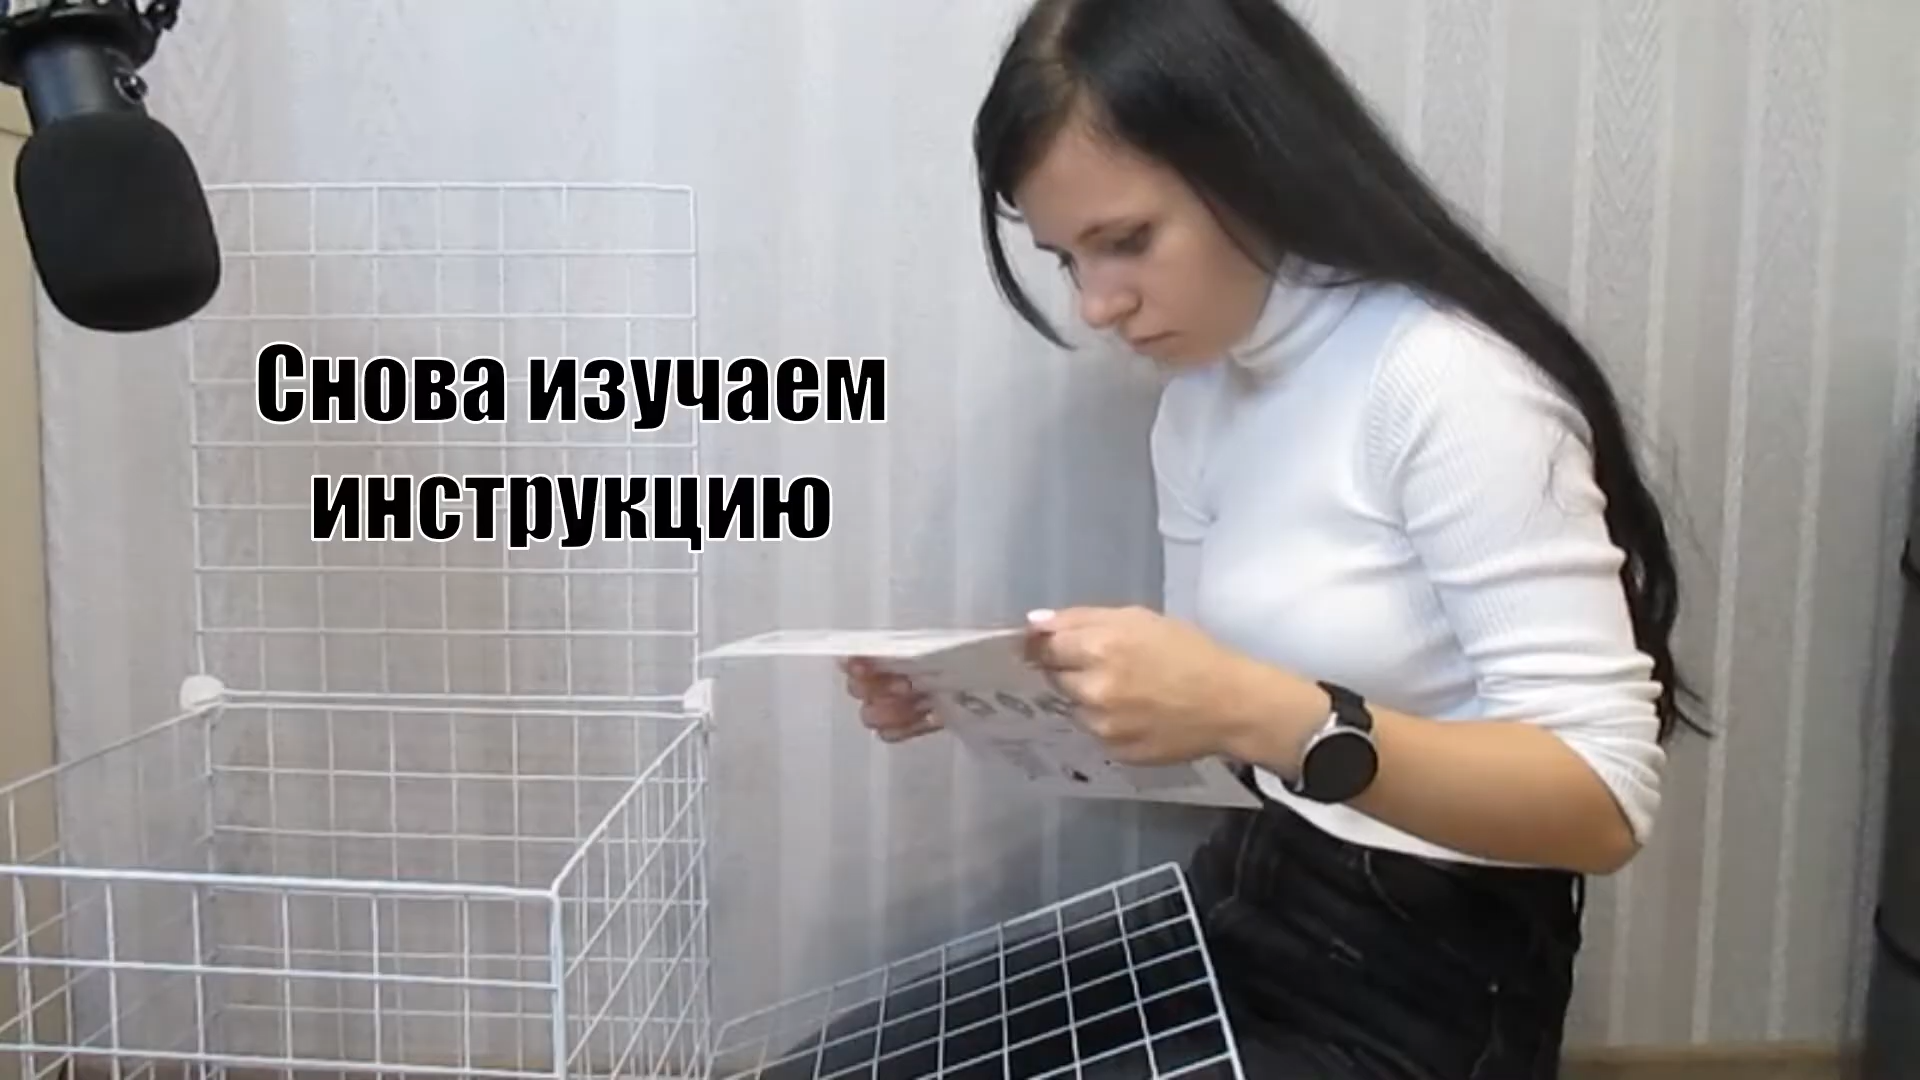 Снова изучаем
инструкцию